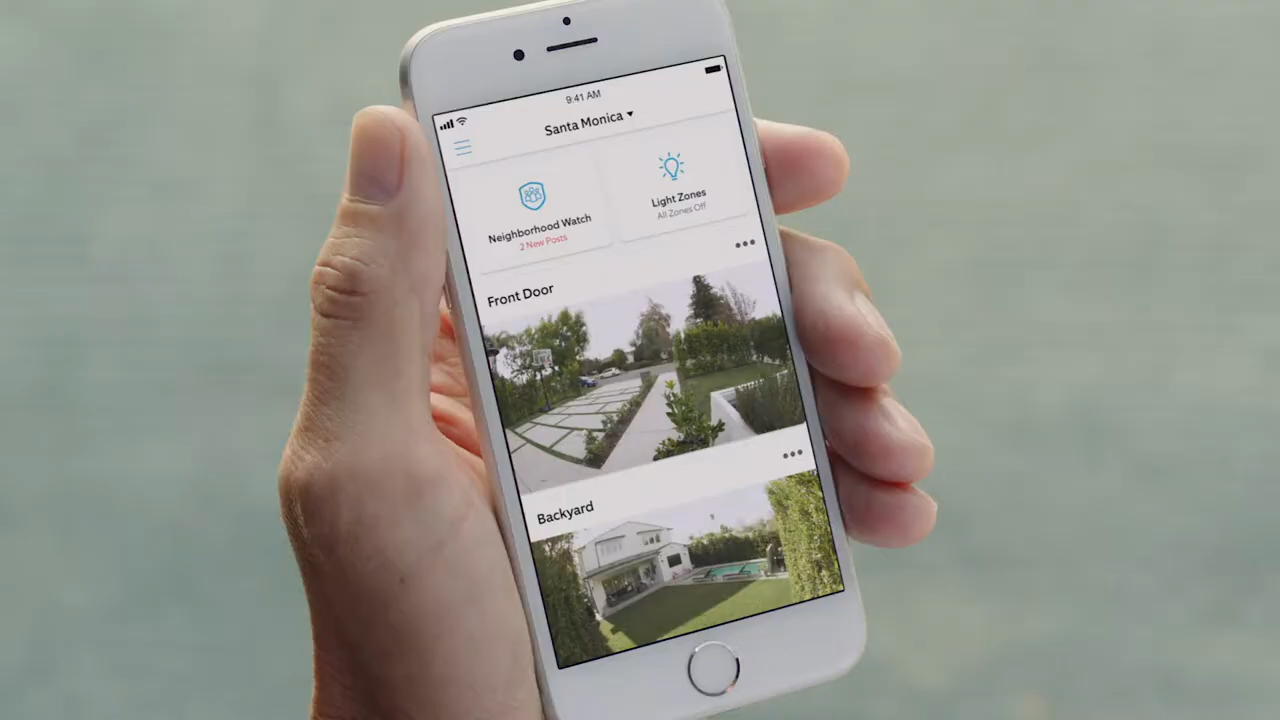 9:41 AM
Santa Monica
Neighborhood Watch
2 New Posts
Light Zones
All Zones Off
Front Door
Backyard